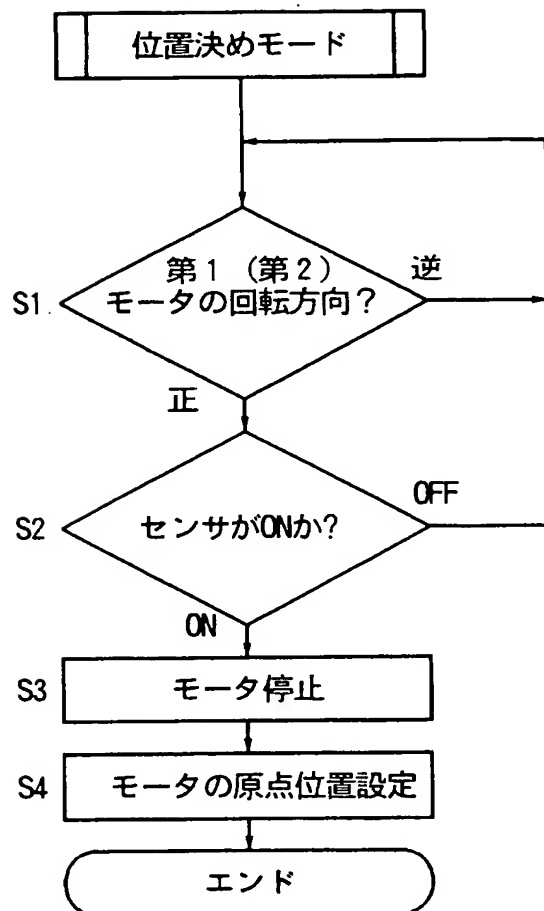 位置決めモード
第1（第2）
逆
S1
モータの回転方向？
正
OFF
S2
センサがONか?
ON
S3
モータ停止
S4
モータの原点位置設定
エンド